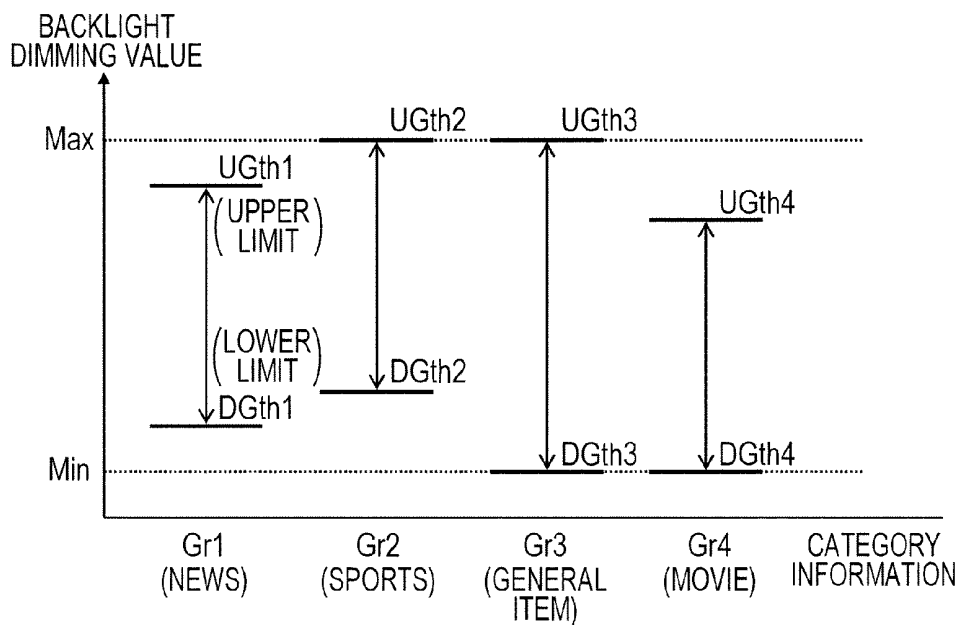 BACKLIGHT
DIMMING VALUE
Max
UGth1
(UPPER
LIMIT)
UGth2
UGth3
UGth4
(LOWER
LIMIT)
DGth1
DGth2
DGth3
DGth4
Min
Gr1
(NEWS)
Gr2
(SPORTS)
Gr3
(GENERAL
ITEM)
Gr4
(MOVIE)
CATEGORY
INFORMATION